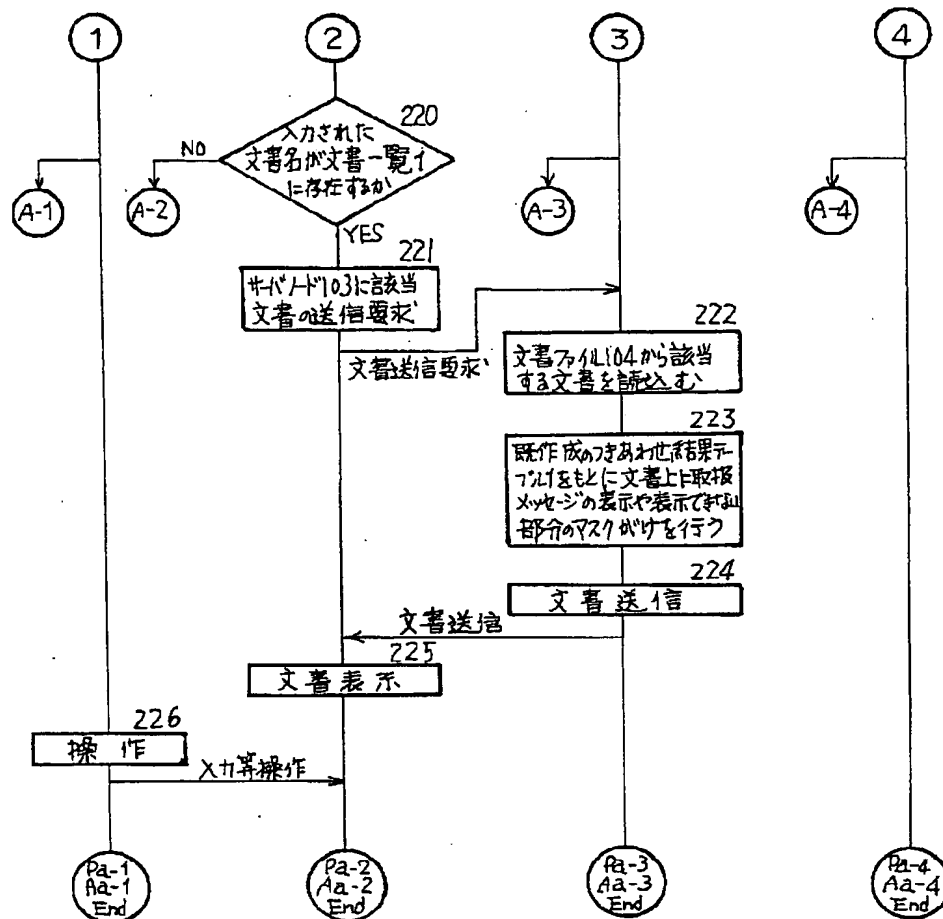 1
2
3
4
220
入力された
文書名が文書一覧イ
に存在するか
NO
YES
A-1
A-2
A-3
A-4
221
サーバノード103に該当
文書の送信要求
文書送信要求
222
文書ファイル104から該当
する文書を読込む
223
既作成のつきあわせ結果テー
ブルイをもとに文書上に取扱
メッセージの表示や表示できない
部分のマスクがけを行う
224
文書送信
文書送信
225
文書表示
226
操作
入力等操作
Pa-1
Aa-1
End
Pa-2
Aa-2
End
Pa-3
Aa-3
End
Pa-4
Aa-4
End